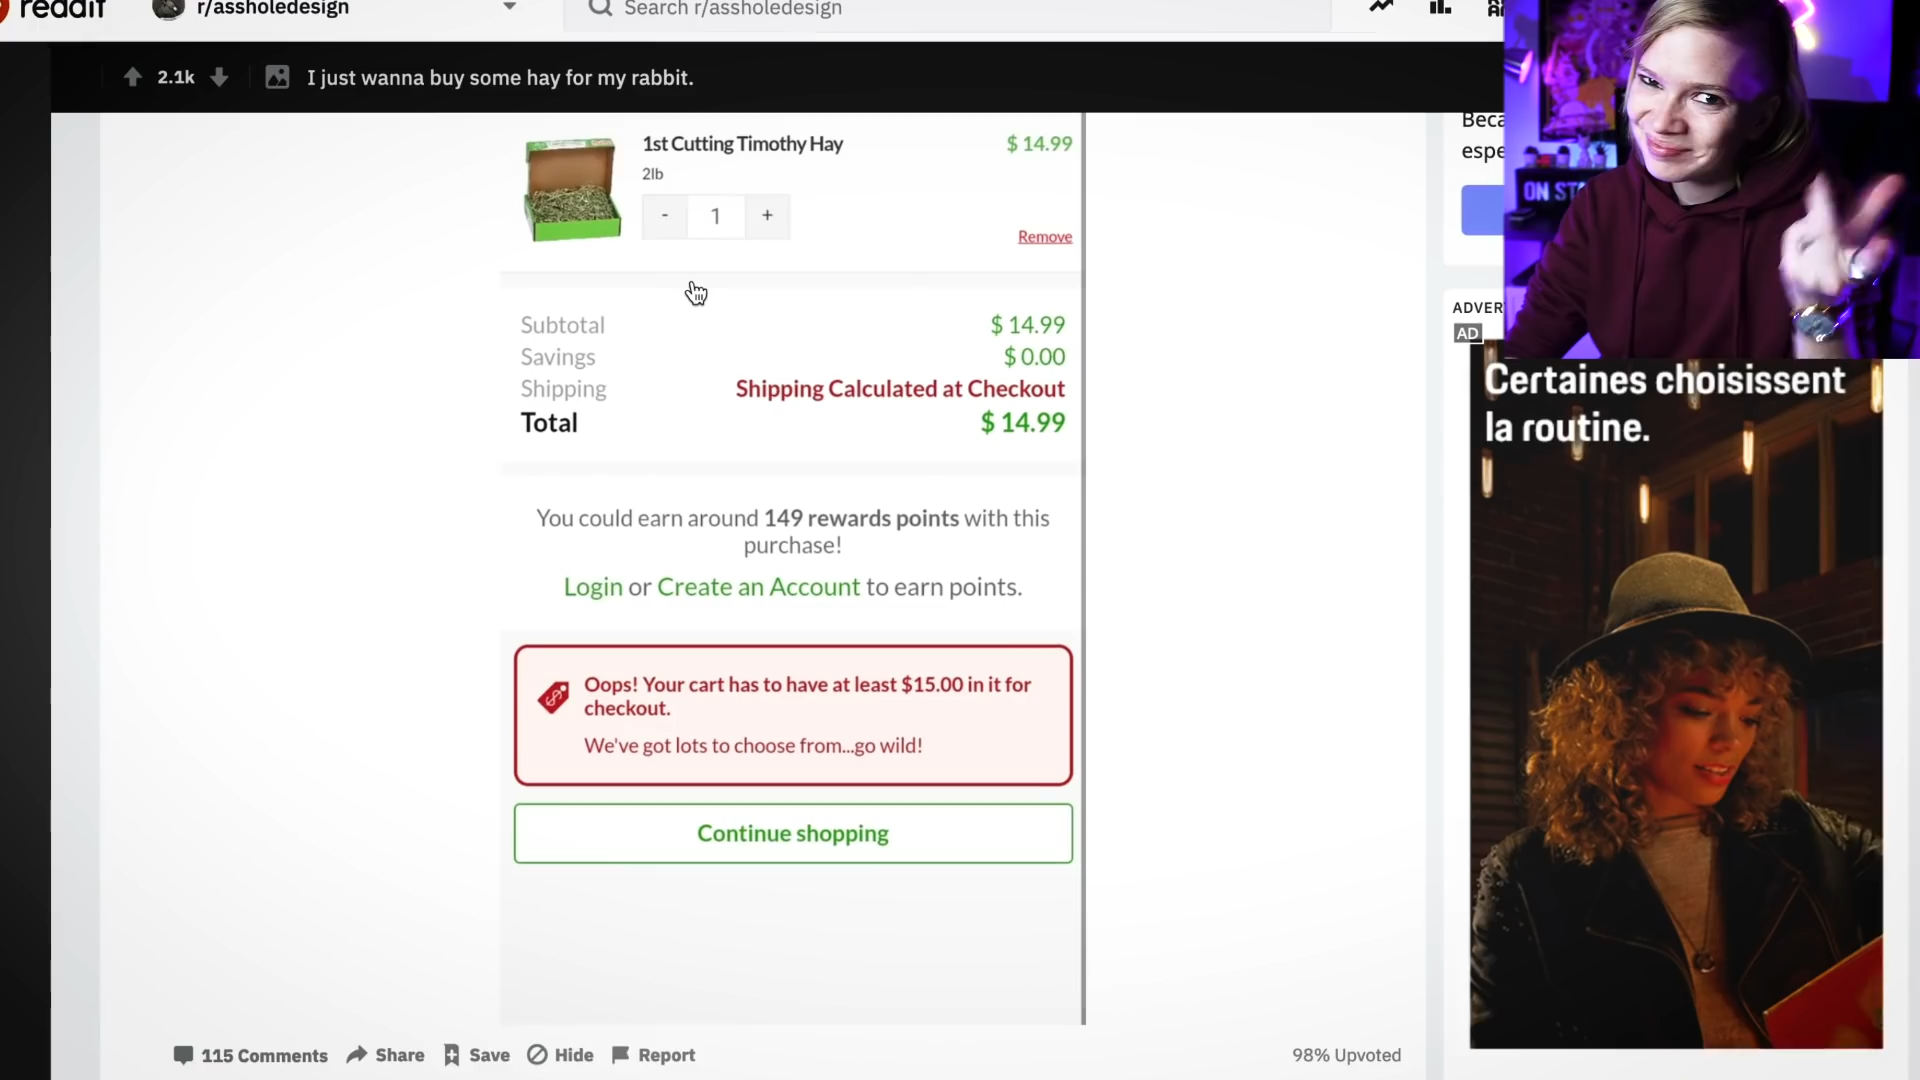 reddit
r/assholedesign
Search r/assholedesign
2.1k
I just wanna buy some hay for my rabbit.
1st Cutting Timothy Hay
$ 14.99
2lb
-
1
+
Remove
Subtotal
$ 14.99
Savings
$ 0.00
Shipping
Shipping Calculated at Checkout
Total
$ 14.99
You could earn around 149 rewards points with this
purchase!
Login or Create an Account to earn points.
Oops! Your cart has to have at least $15.00 in it for
checkout.
We've got lots to choose from...go wild!
Continue shopping
115 Comments
Share
Save
Hide
Report
98% Upvoted
Beca
espe
ON ST
ADVER
AD
Certaines choisissent
la routine.